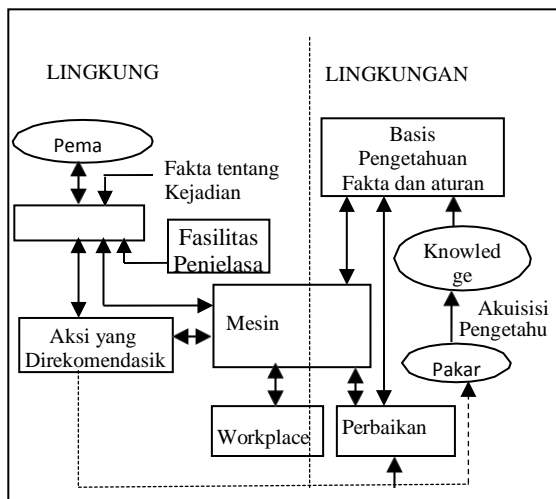 LINGKUNG
LINGKUNGAN
Pema
Fakta tentang
Kejadian
Fasilitas
Penjelasa
Aksi yang
Direkomendasik
Mesin
Workplace
Basis
Pengetahuan
Fakta dan aturan
Knowled
ge
Akuisisi
Pengetahu
Pakar
Perbaikan